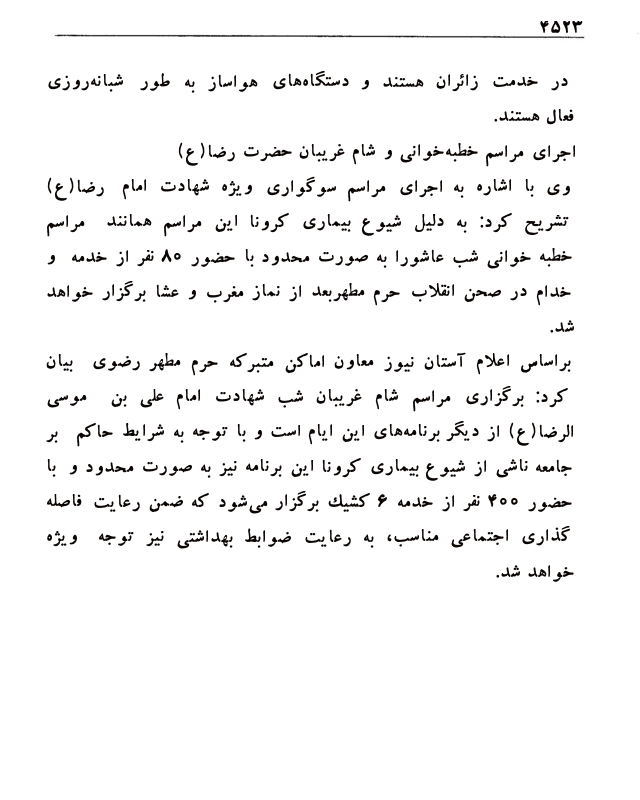 ۴۵۲۳
در خدمت زائران هستند و دستگاه‌های هواساز به طور شبانه‌روزی
فعال هستند.
اجرای مراسم خطبه‌خوانی و شام غریبان حضرت رضا(ع)
وی با اشاره به اجرای مراسم سوگواری ویژه شهادت امام رضا(ع)
تشریح کرد: به دلیل شیوع بیماری کرونا این مراسم همانند مراسم
خطبه خوانی شب عاشورا به صورت محدود با حضور ۸۰ نفر از خدمه و
خدام در صحن انقلاب حرم مطهربعد از نماز مغرب و عشا برگزار خواهد
شد.
براساس اعلام آستان نیوز معاون اماکن متبرکه حرم مطهر رضوی بیان
کرد: برگزاری مراسم شام غریبان شب شهادت امام علی بن موسی
الرضا(ع) از دیگر برنامه‌های این ایام است و با توجه به شرایط حاکم بر
جامعه ناشی از شیوع بیماری کرونا این برنامه نیز به صورت محدود و با
حضور ۴۰۰ نفر از خدمه ۶ کشیك برگزار می‌شود که ضمن رعایت فاصله
گذاری اجتماعی مناسب، به رعایت ضوابط بهداشتی نیز توجه ویژه
خواهد شد.